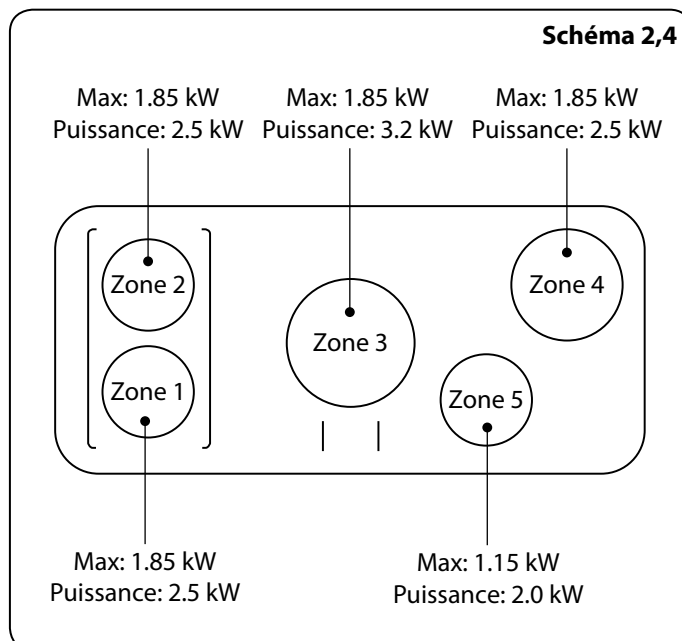 Schéma 2,4
Max: 1.85 kW
Puissance: 2.5 kW
Max: 1.85 kW
Puissance: 3.2 kW
Max: 1.85 kW
Puissance: 2.5 kW
Zone 2
Zone 4
Zone 3
Zone 1
Zone 5
Max: 1.85 kW
Puissance: 2.5 kW
Max: 1.15 kW
Puissance: 2.0 kW